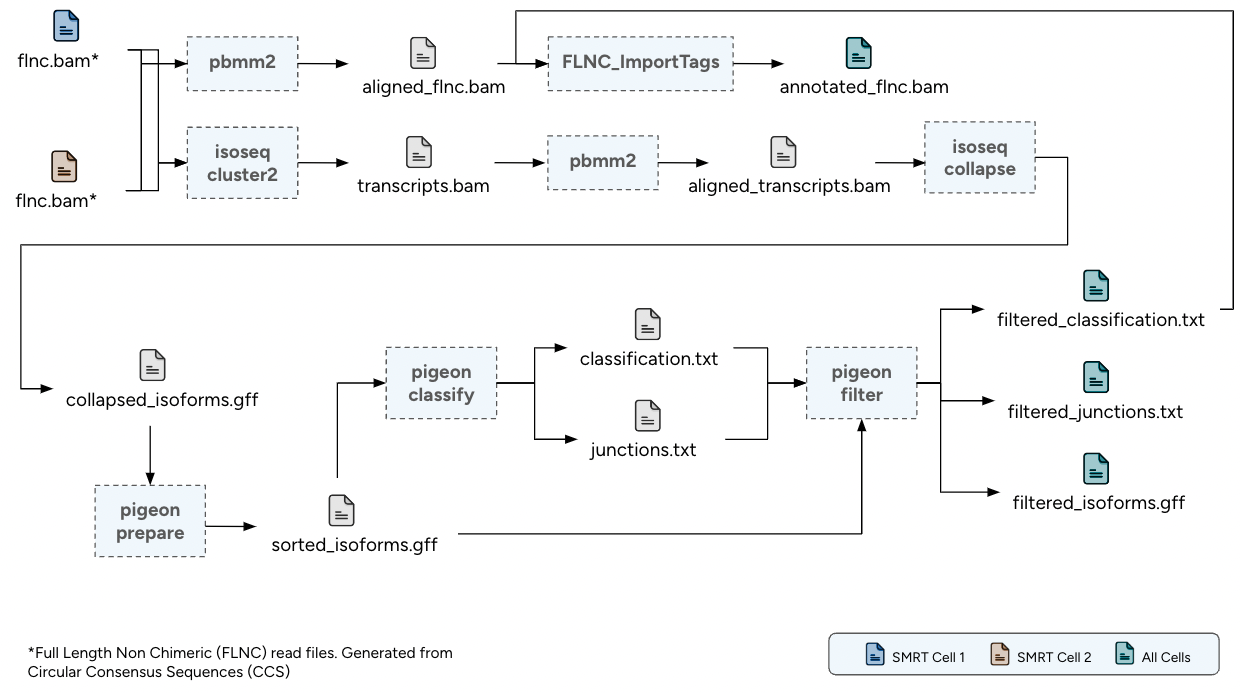 flnc.bam*
pbmm2
aligned_flnc.bam
FLNC_ImportTags
annotated_flnc.bam
flnc.bam*
isoseq
cluster2
transcripts.bam
pbmm2
aligned_transcripts.bam
isoseq
collapse
collapsed_isoforms.gff
pigeon
prepare
sorted_isoforms.gff
pigeon
classify
classification.txt
junctions.txt
pigeon
filter
filtered_classification.txt
filtered_junctions.txt
filtered_isoforms.gff
*Full Length Non Chimeric (FLNC) read files. Generated from
Circular Consensus Sequences (CCS)
SMRT Cell 1
SMRT Cell 2
All Cells